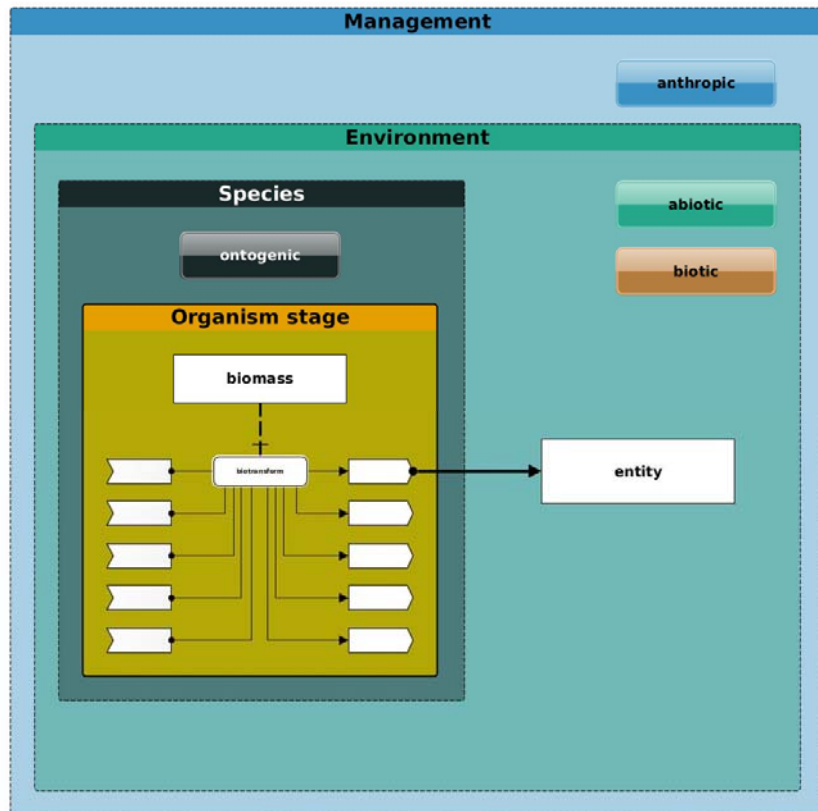 Management
anthropic
Environment
Species
abiotic
ontogenic
biotic
Organism stage
biomass
biotransform
entity